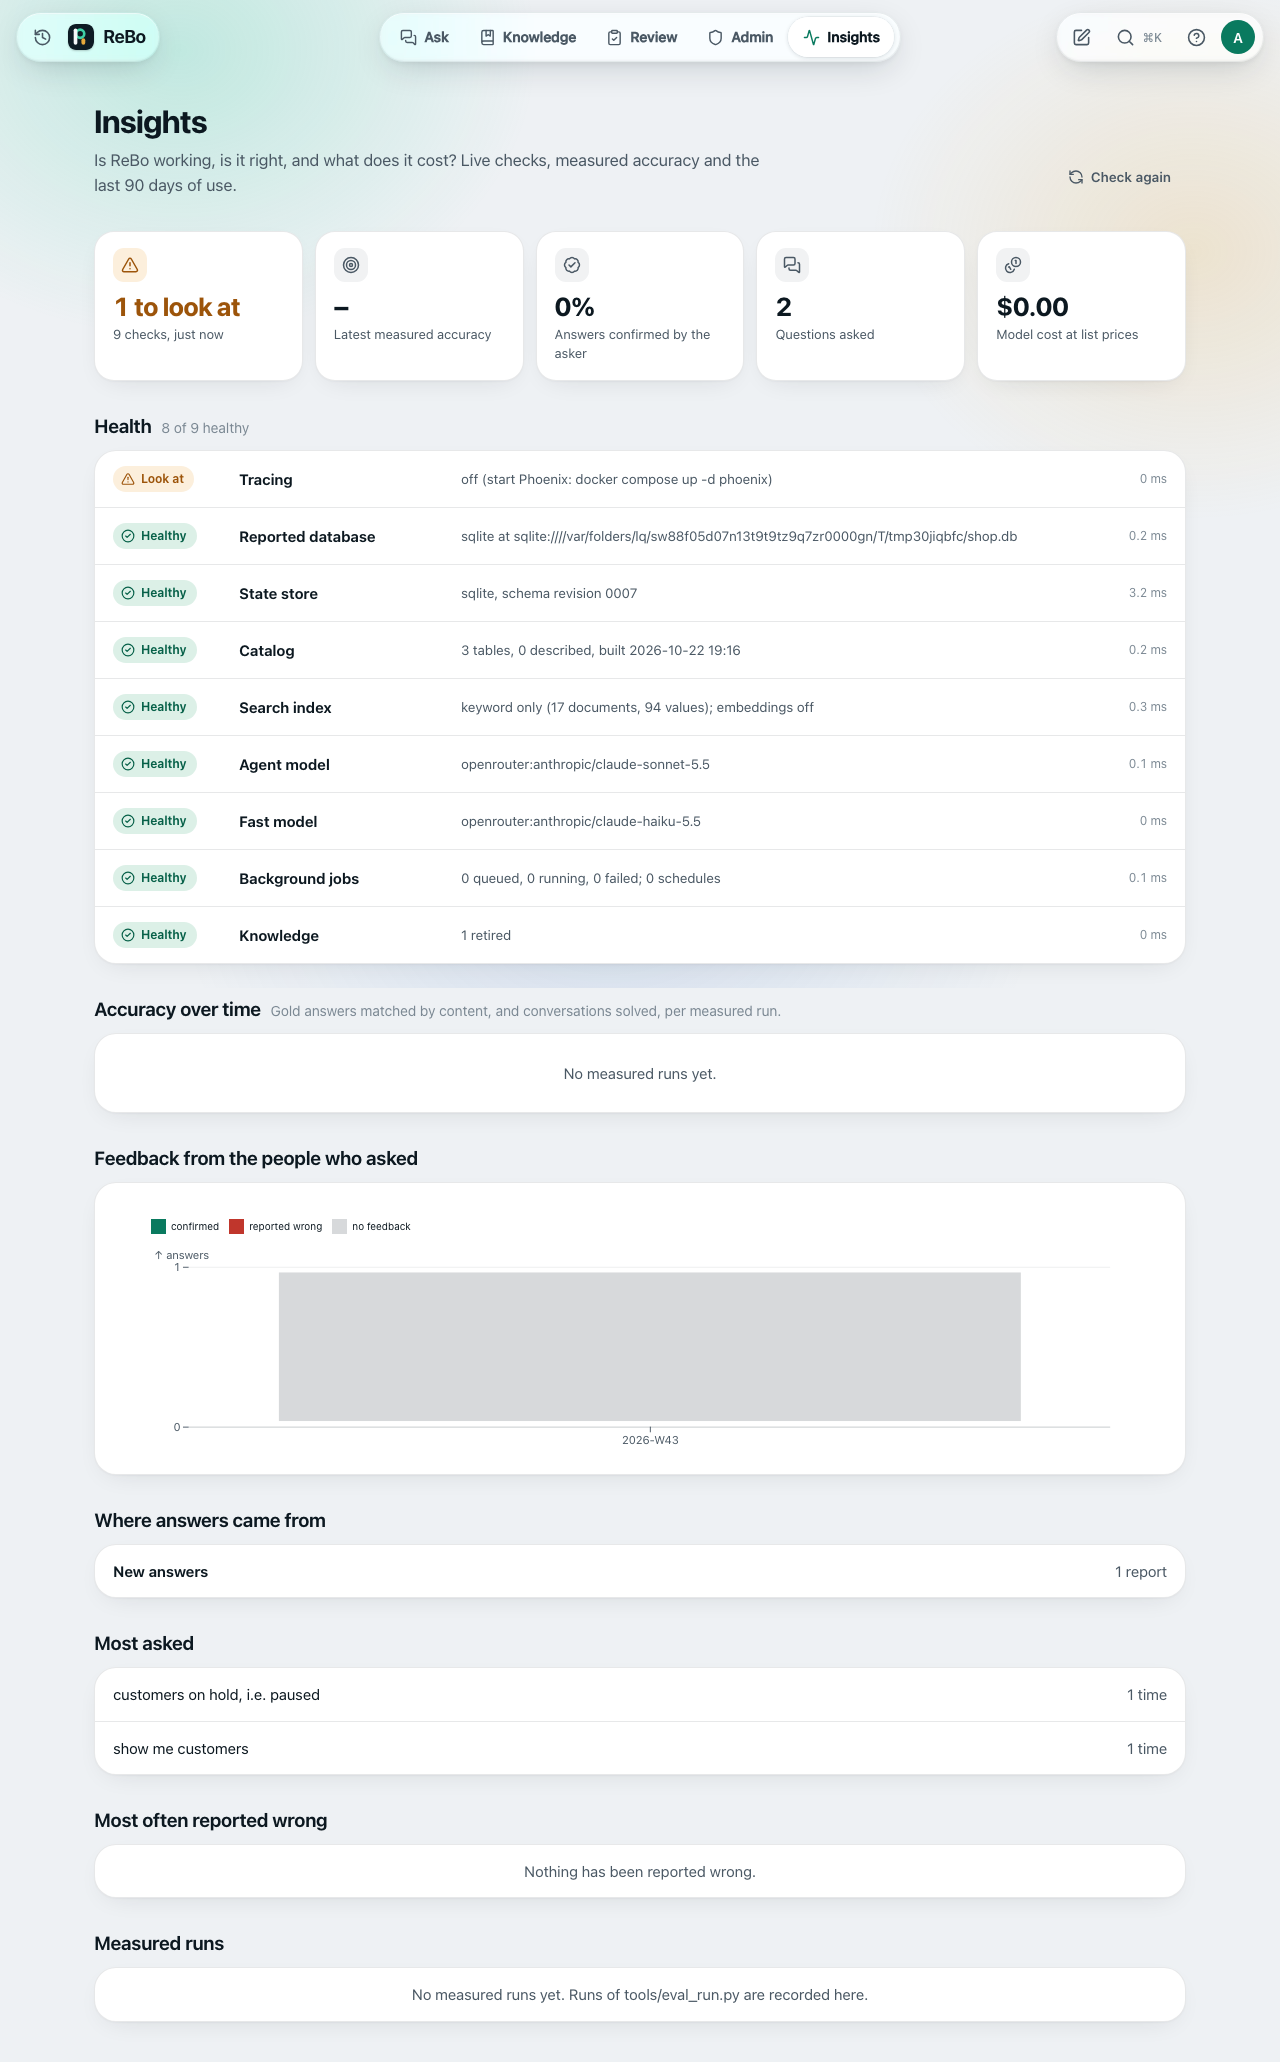 ReBo
Ask
Knowledge
Review
Admin
Insights
⌘K
A
Insights
Is ReBo working, is it right, and what does it cost? Live checks, measured accuracy and the
last 90 days of use.
Check again
1 to look at
9 checks, just now
–
Latest measured accuracy
0%
Answers confirmed by the
asker
2
Questions asked
$0.00
Model cost at list prices
Health 8 of 9 healthy
Look at Tracing off (start Phoenix: docker compose up -d phoenix) 0 ms
Healthy Reported database sqlite at sqlite:////var/folders/lq/sw88f05d07n13t9t9tz9q7zr0000gn/T/tmp30jiqbfc/shop.db 0.2 ms
Healthy State store sqlite, schema revision 0007 3.2 ms
Healthy Catalog 3 tables, 0 described, built 2026-10-22 19:16 0.2 ms
Healthy Search index keyword only (17 documents, 94 values); embeddings off 0.3 ms
Healthy Agent model openrouter:anthropic/claude-sonnet-5.5 0.1 ms
Healthy Fast model openrouter:anthropic/claude-haiku-5.5 0 ms
Healthy Background jobs 0 queued, 0 running, 0 failed; 0 schedules 0.1 ms
Healthy Knowledge 1 retired 0 ms
Accuracy over time Gold answers matched by content, and conversations solved, per measured run.
No measured runs yet.
Feedback from the people who asked
confirmed reported wrong no feedback
↑ answers
1
0
2026-W43
Where answers came from
New answers 1 report
Most asked
customers on hold, i.e. paused 1 time
show me customers 1 time
Most often reported wrong
Nothing has been reported wrong.
Measured runs
No measured runs yet. Runs of tools/eval_run.py are recorded here.